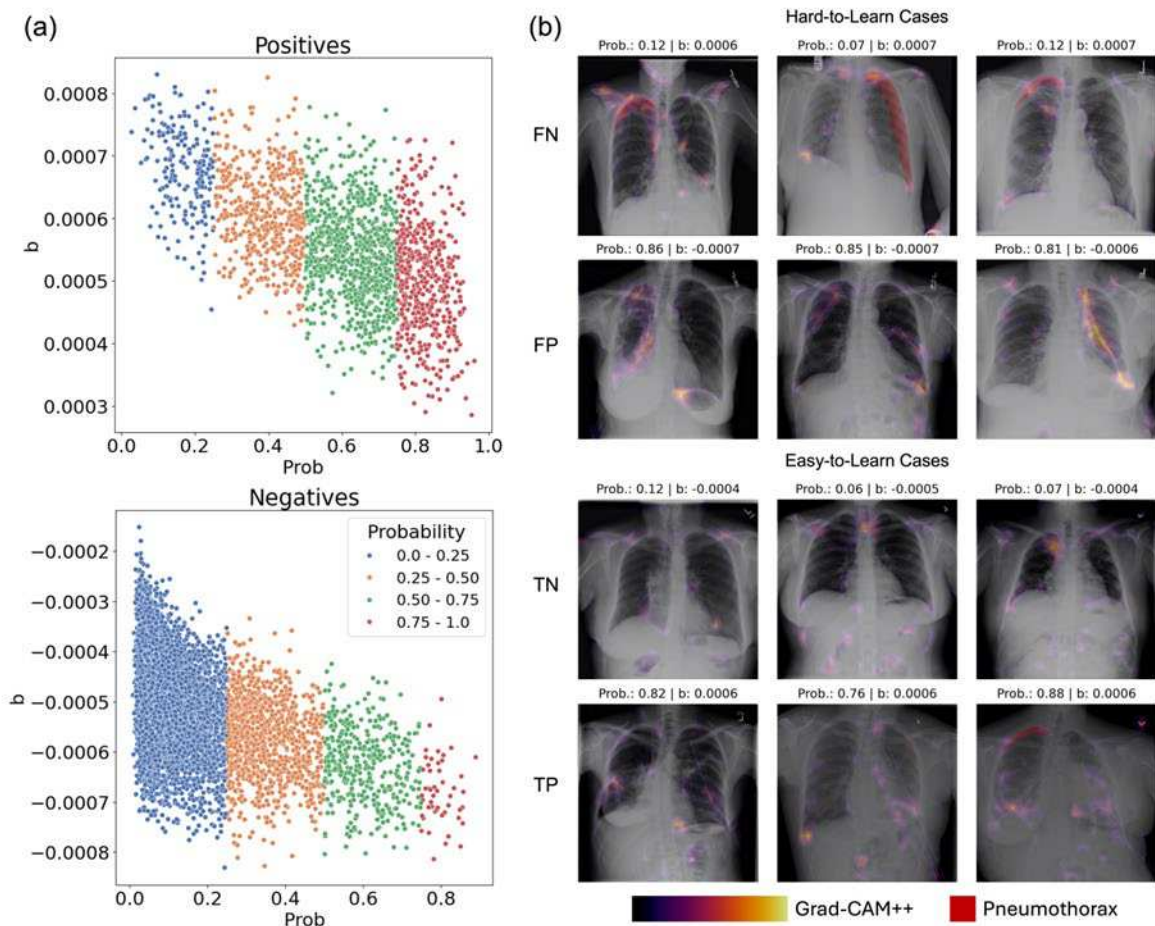 (a)
Positives
0.0008
0.0007
0.0006
0.0005
0.0004
0.0003
b
0.0 0.2 0.4 0.6 0.8 1.0
Prob
Negatives
Probability
0.0 - 0.25
0.25 - 0.50
0.50 - 0.75
0.75 - 1.0
−0.0002
−0.0003
−0.0004
−0.0005
−0.0006
−0.0007
−0.0008
b
0.0 0.2 0.4 0.6 0.8
Prob
(b)
Hard-to-Learn Cases
Prob.: 0.12 | b: 0.0006 Prob.: 0.07 | b: 0.0007 Prob.: 0.12 | b: 0.0007
FN
Prob.: 0.86 | b: -0.0007 Prob.: 0.85 | b: -0.0007 Prob.: 0.81 | b: -0.0006
FP
Easy-to-Learn Cases
Prob.: 0.12 | b: -0.0004 Prob.: 0.06 | b: -0.0005 Prob.: 0.07 | b: -0.0004
TN
Prob.: 0.82 | b: 0.0006 Prob.: 0.76 | b: 0.0006 Prob.: 0.88 | b: 0.0006
TP
Grad-CAM++ Pneumothorax